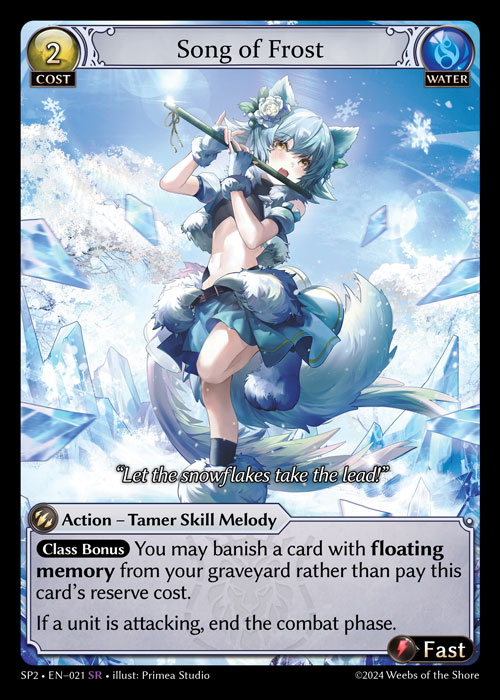 2
COST
Song of Frost
WATER
“Let the snowflakes take the lead!”
Action – Tamer Skill Melody
Class Bonus You may banish a card with floating
memory from your graveyard rather than pay this
card's reserve cost.
If a unit is attacking, end the combat phase.
Fast
SP2 • EN–021 SR • illust: Primea Studio
©2024 Weebs of the Shore